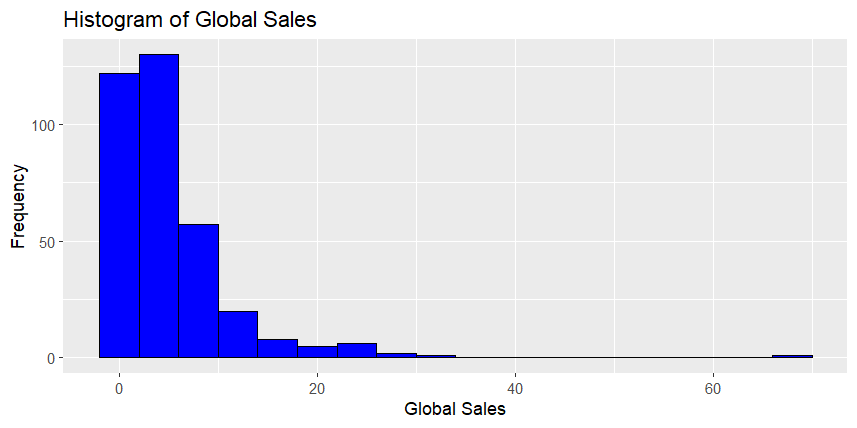 Histogram of Global Sales
Frequency
100
50
0
0 20 40 60
Global Sales